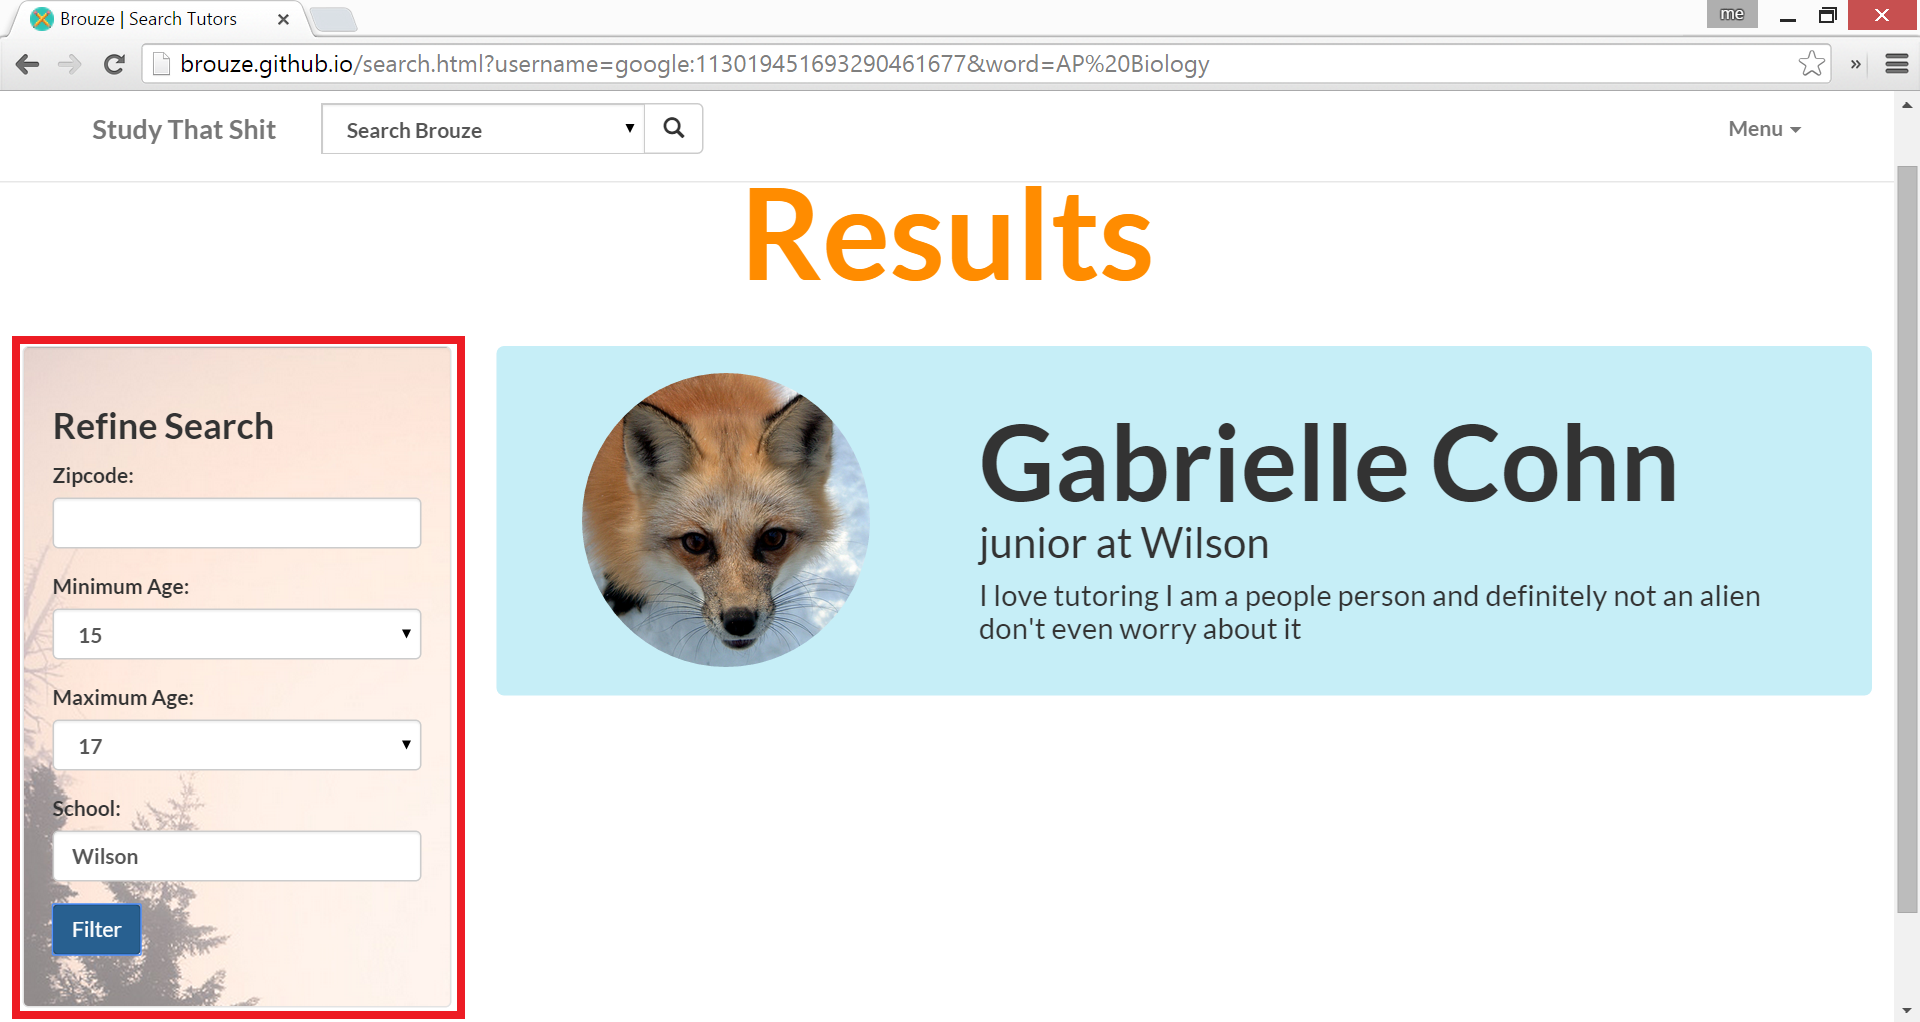 Brouze | Search Tutors
me
brouze.github.io/search.html?username=google:113019451693290461677&word=AP%20Biology
Study That Shit
Search Brouze
Menu
Results
Refine Search
Zipcode:
Minimum Age:
15
Maximum Age:
17
School:
Wilson
Filter
Gabrielle Cohn
junior at Wilson
I love tutoring I am a people person and definitely not an alien
don't even worry about it